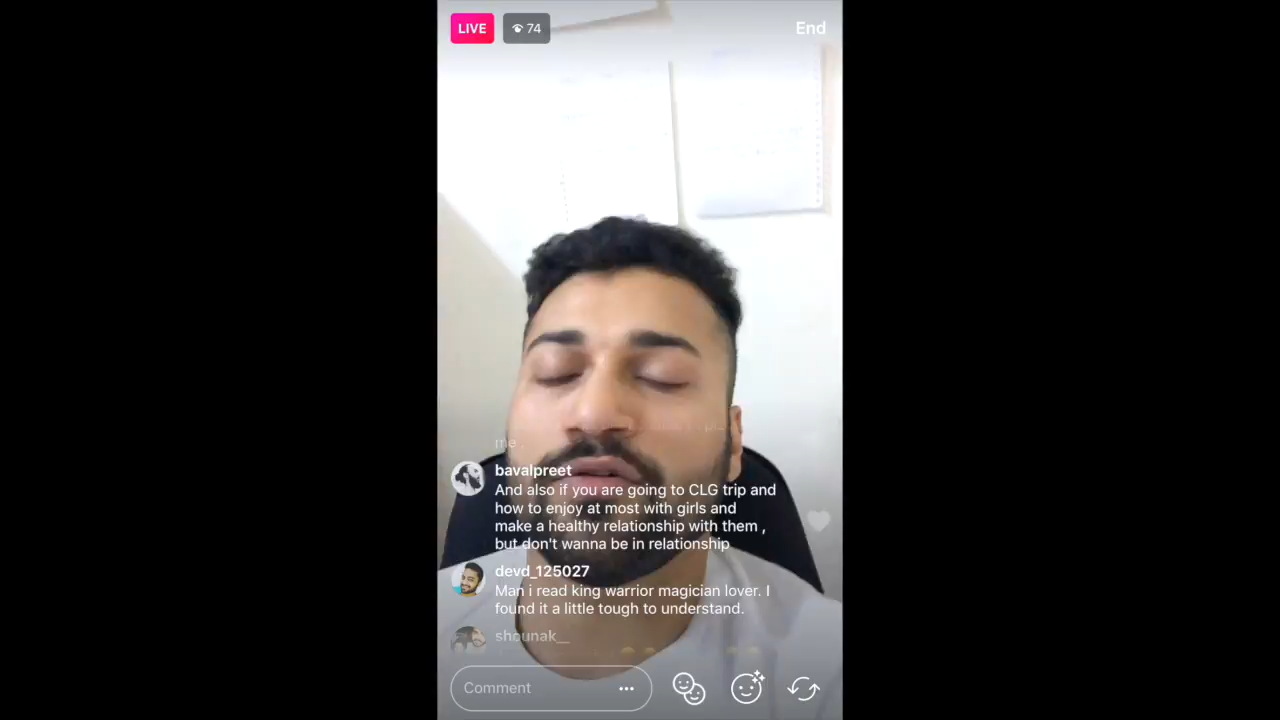 LIVE
74
End
me .
bavalpreet
And also if you are going to CLG trip and
how to enjoy at most with girls and
make a healthy relationship with them ,
but don't wanna be in relationship
devd_125027
Man i read king warrior magician lover. I
found it a little tough to understand.
shounak__
Comment